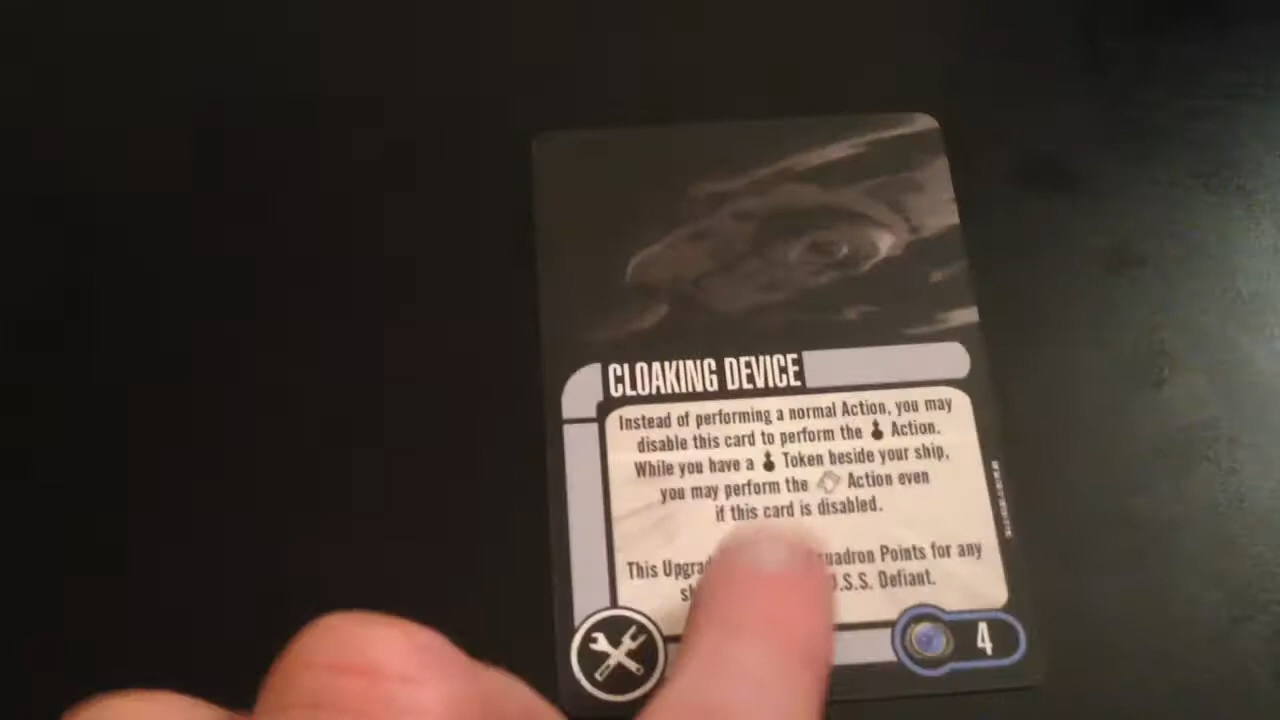 CLOAKING DEVICE
Instead of performing a normal Action, you may
disable this card to perform the Action.
While you have a Token beside your ship,
you may perform the Action even
if this card is disabled.
This Squadron Points for any
U.S.S. Defiant.
4